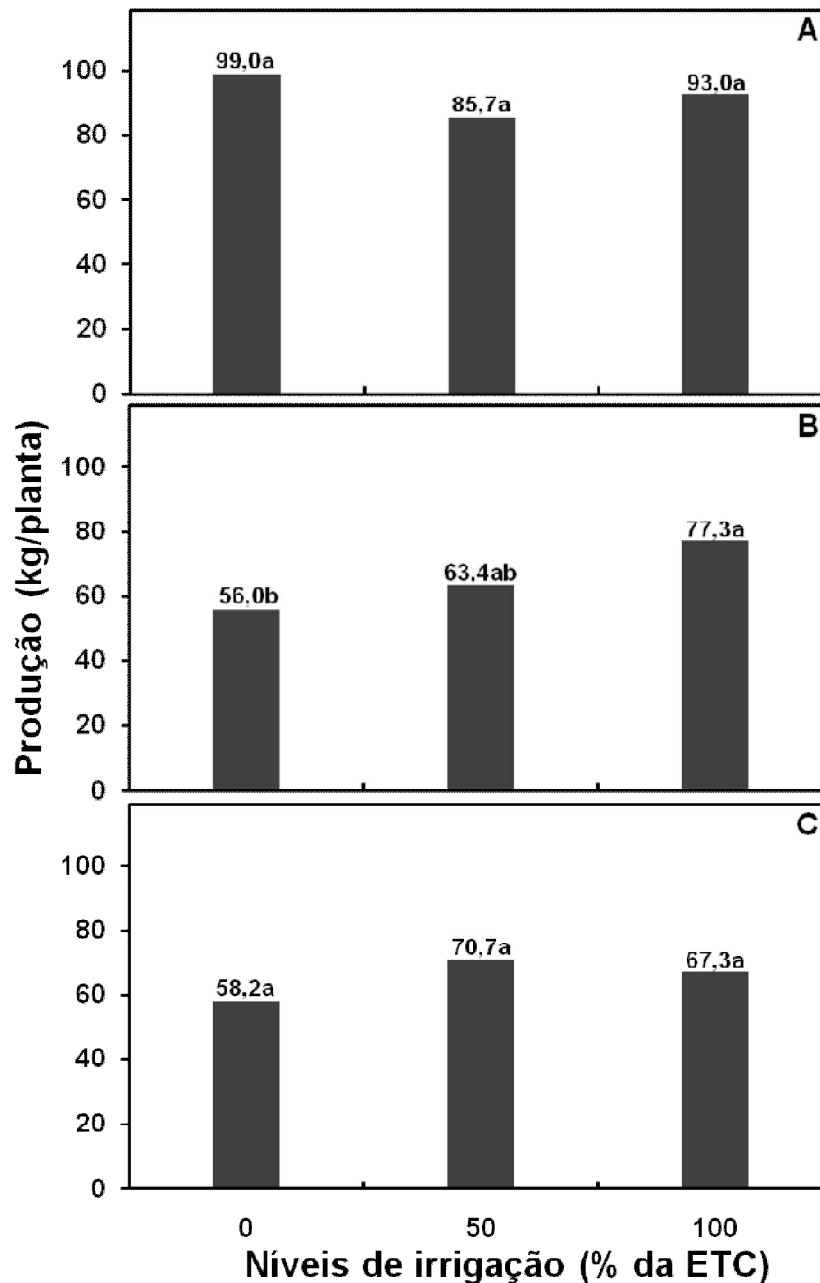 A
99,0a
85,7a
93,0a
100
80
60
40
20
0
B
56,0b
63,4ab
77,3a
100
80
60
40
20
0
C
58,2a
70,7a
67,3a
100
80
60
40
20
0
Produção (kg/planta)
0 50 100
Níveis de irrigação (% da ETC)